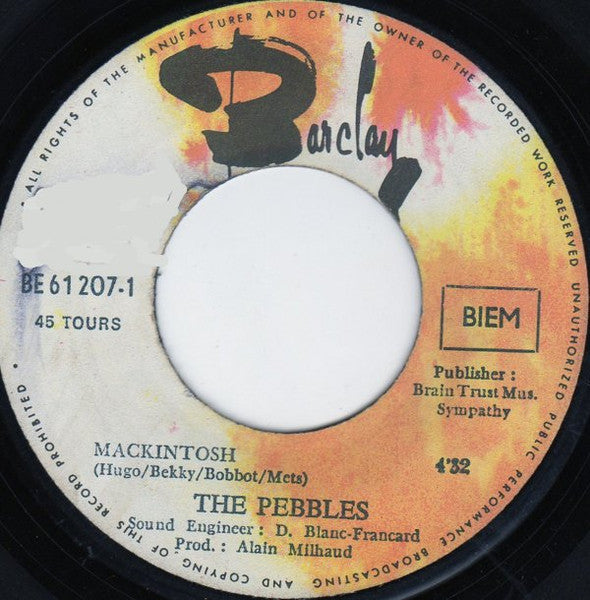 • ALL RIGHTS OF THE MANUFACTURER AND OF THE OWNER OF THE RECORDED WORK RESERVED UNAUTHORIZED PUBLIC PERFORMANCE BROADCASTING AND COPYING OF THIS RECORD PROHIBITED •
Barclay
BE 61 207-1
45 TOURS
BIEM
Publisher :
Brain Trust Mus.
Sympathy
MACKINTOSH
(Hugo/Bekky/Bobbot/Mets)
4'32
THE PEBBLES
Sound Engineer : D. Blanc-Francard
Prod. : Alain Milhaud